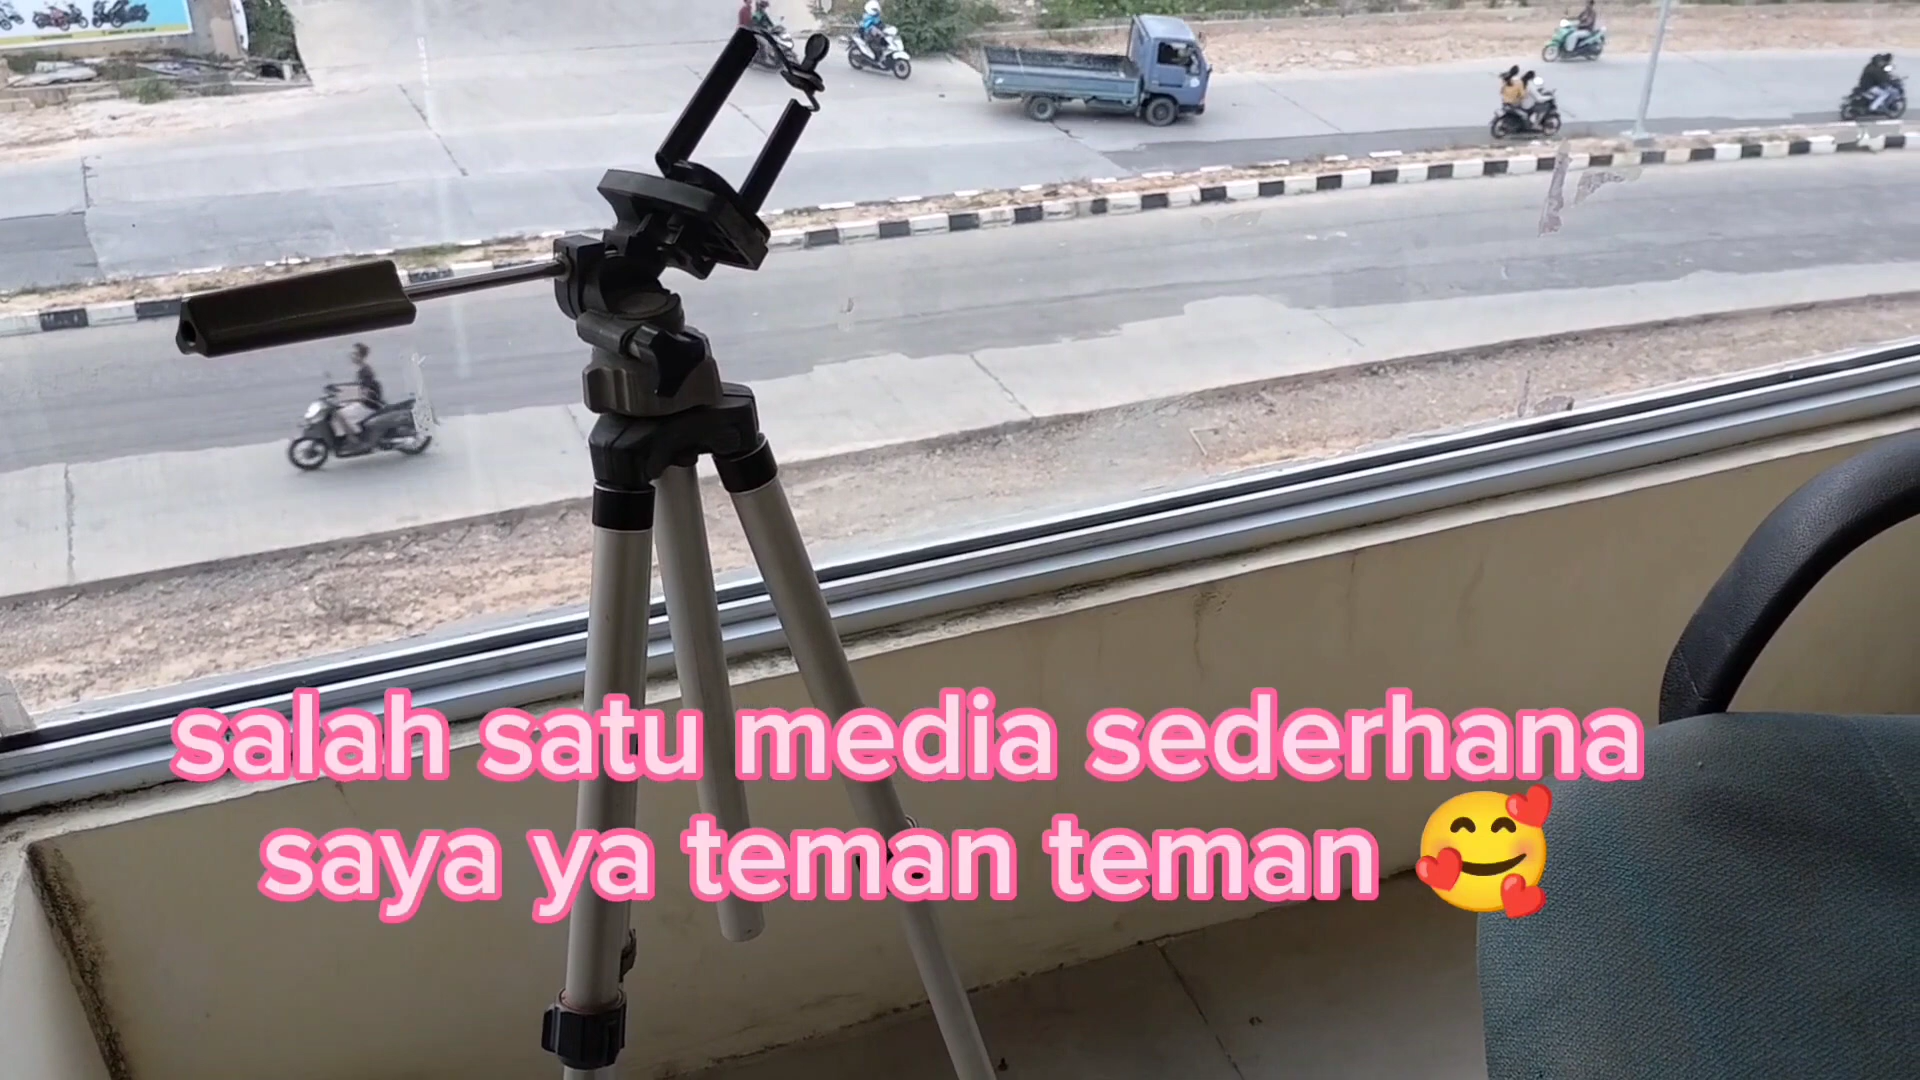 salah satu media sederhana
saya ya teman teman 🥰